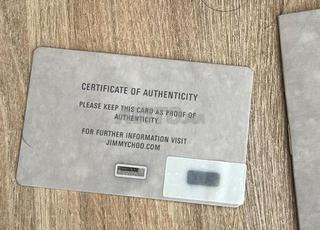 CERTIFICATE OF AUTHENTICITY
PLEASE KEEP THIS CARD AS PROOF OF
AUTHENTICITY
FOR FURTHER INFORMATION VISIT
JIMMYCHOO.COM